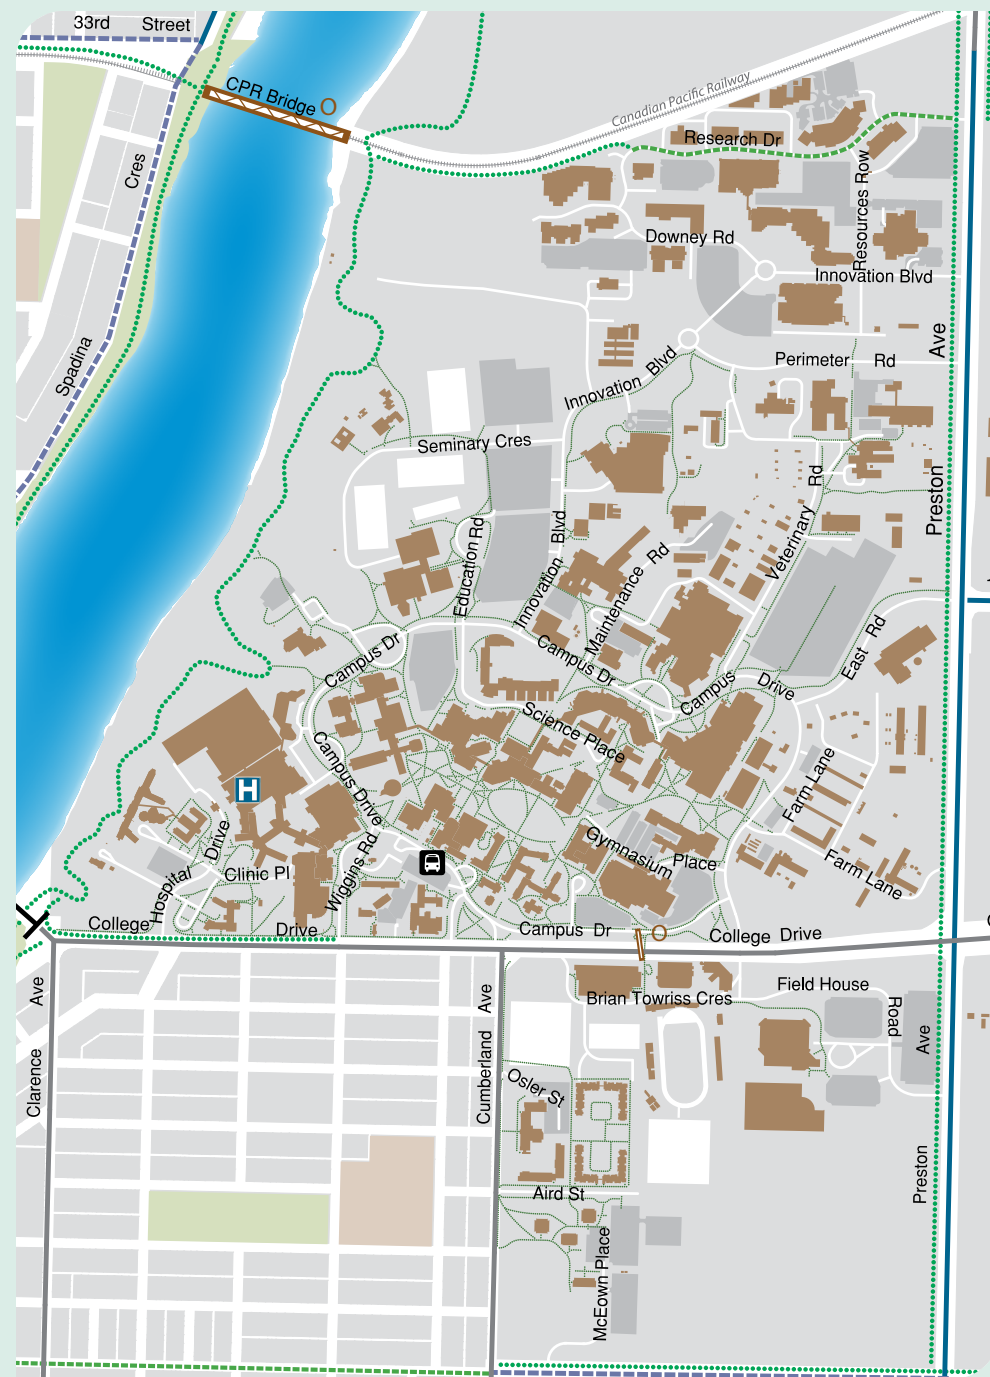 33rd Street
CPR Bridge O
Canadian Pacific Railway
Research Dr
Cres
Resources Row
Downey Rd
Innovation Blvd
Spadina
Ave
Perimeter Rd
Innovation Blvd
Seminary Cres
Rd
Preston
Education Rd
Innovation Blvd
Veterinary
Maintenance Rd
Campus Dr
Campus Dr
East Rd
Campus Drive
Science Place
Campus Drive
H
Farm Lane
Drive
Gymnasium Place
Farm Lane
Hospital
Clinic Pl
Wiggins Rd
College Drive
Campus Dr
O
College Drive
Ave
Ave
Brian Towriss Cres
Field House
Road
Ave
Clarence
Cumberland
Osler St
Preston
Aird St
McEown Place